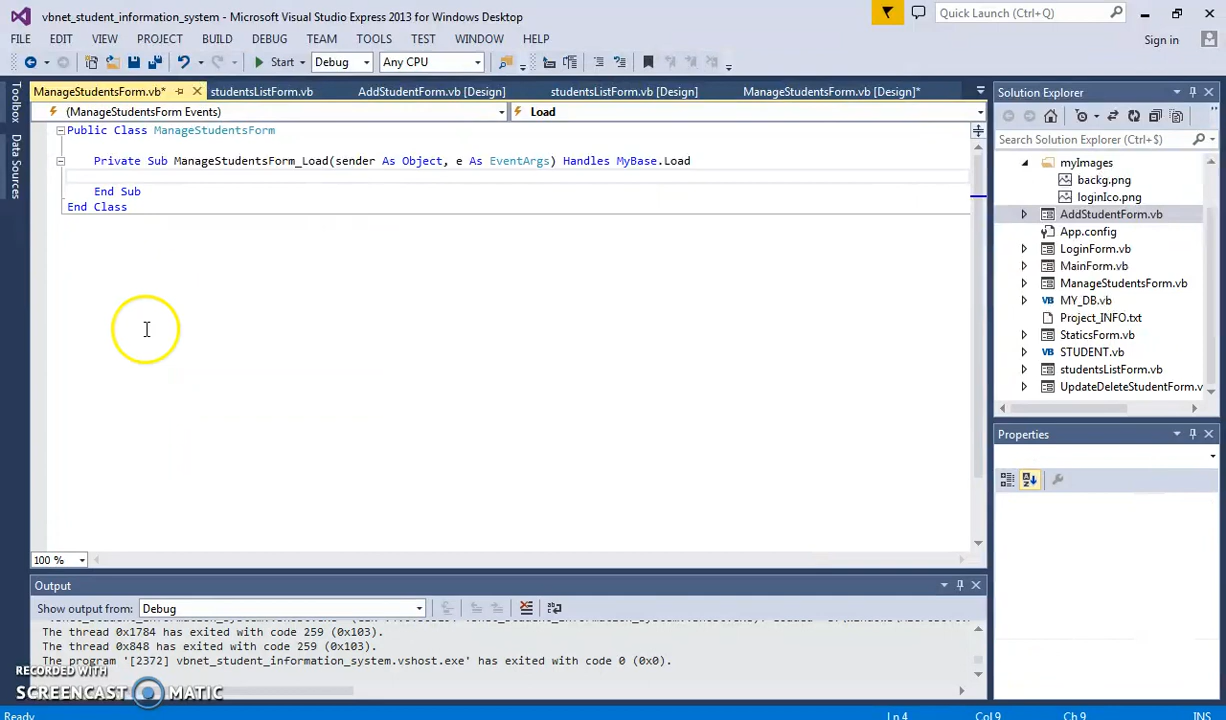 vbnet_student_information_system - Microsoft Visual Studio Express 2013 for Windows Desktop
Quick Launch (Ctrl+Q)
FILE EDIT VIEW PROJECT BUILD DEBUG TEAM TOOLS TEST WINDOW HELP
Sign in
Start Debug Any CPU
Toolbox
Data Sources
ManageStudentsForm.vb* studentsListForm.vb AddStudentForm.vb [Design] studentsListForm.vb [Design] ManageStudentsForm.vb [Design]*
(ManageStudentsForm Events) Load
Public Class ManageStudentsForm
Private Sub ManageStudentsForm_Load(sender As Object, e As EventArgs) Handles MyBase.Load
End Sub
End Class
100 %
Solution Explorer
Search Solution Explorer (Ctrl+$)
myImages
backg.png
loginIco.png
AddStudentForm.vb
App.config
LoginForm.vb
MainForm.vb
ManageStudentsForm.vb
MY_DB.vb
Project_INFO.txt
StaticsForm.vb
STUDENT.vb
studentsListForm.vb
UpdateDeleteStudentForm.v
Properties
Output
Show output from: Debug
The thread 0x1784 has exited with code 259 (0x103).
The thread 0x848 has exited with code 259 (0x103).
The program '[2372] vbnet_student_information_system.vshost.exe' has exited with code 0 (0x0).
RECORDED WITH
SCREENCAST MATIC
Ready Ln 4 Col 9 Ch 9 INS